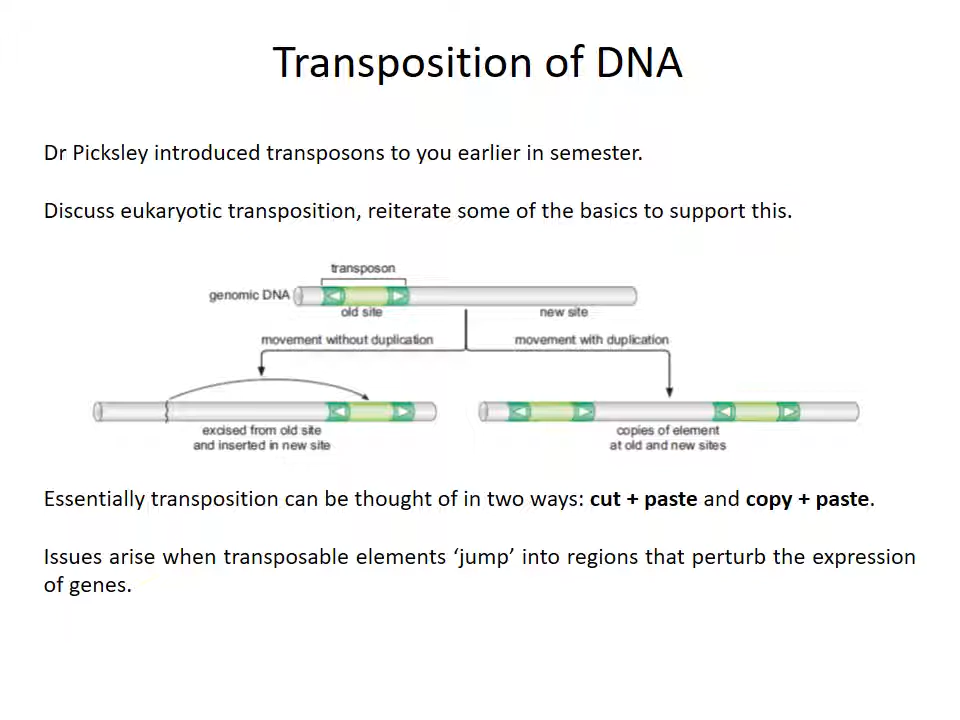 Transposition of DNA
Dr Picksley introduced transposons to you earlier in semester.
Discuss eukaryotic transposition, reiterate some of the basics to support this.
transposon
genomic DNA
old site
new site
movement without duplication
movement with duplication
excised from old site
and inserted in new site
copies of element
at old and new sites
Essentially transposition can be thought of in two ways: cut + paste and copy + paste.
Issues arise when transposable elements ‘jump’ into regions that perturb the expression
of genes.